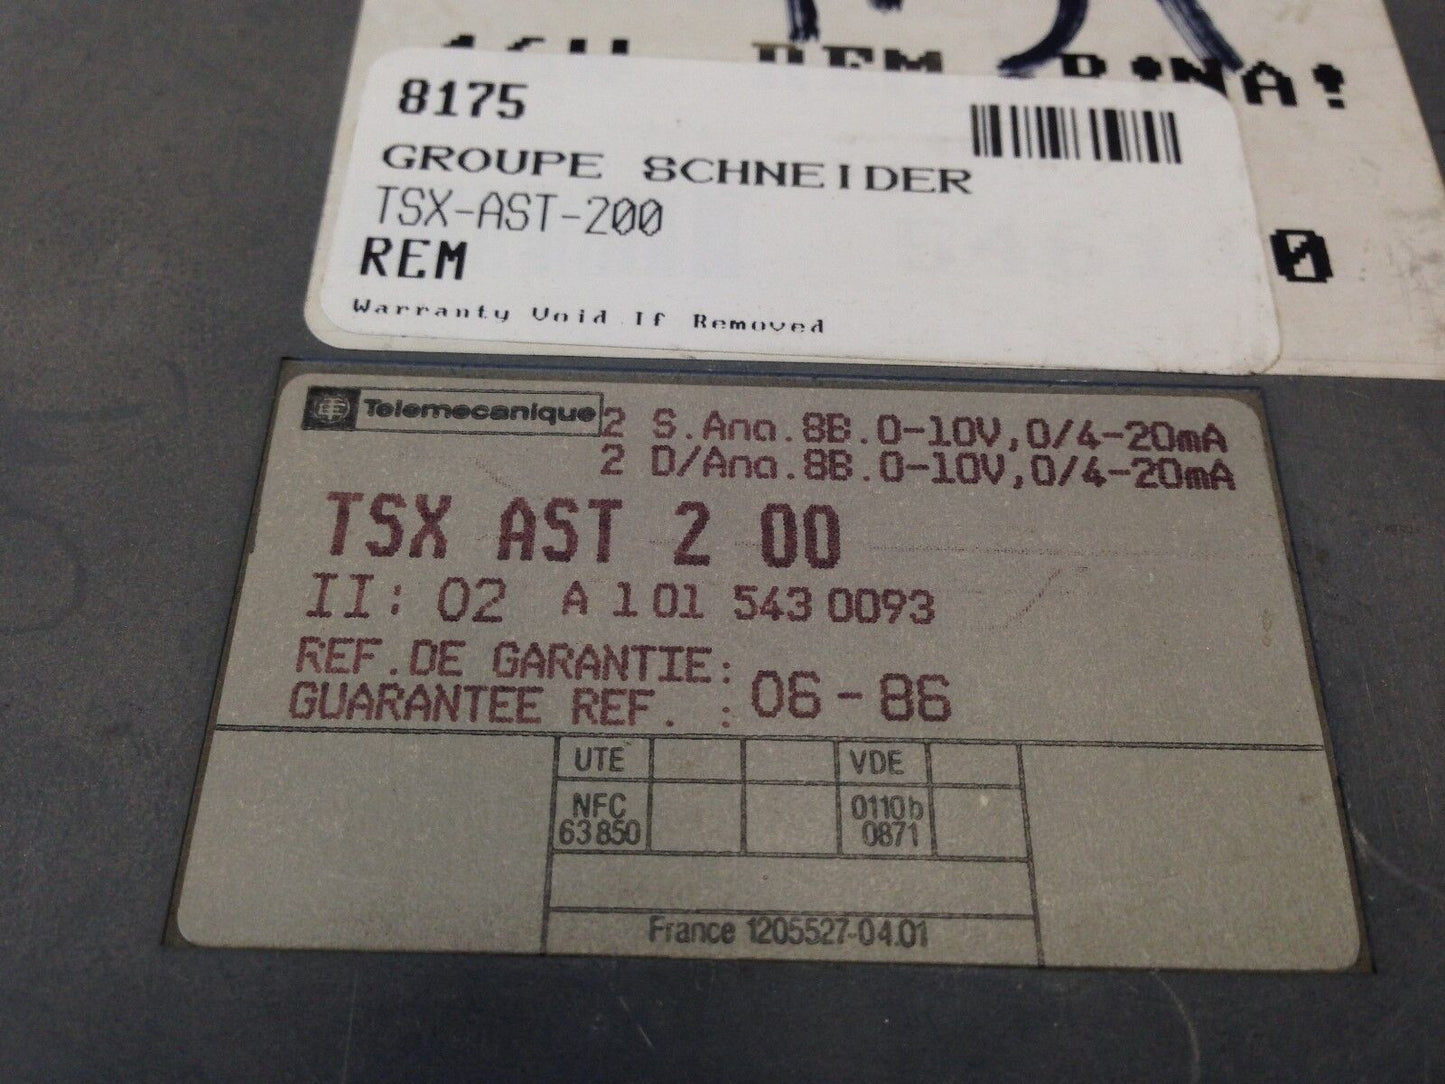 8175
GROUPE SCHNEIDER
TSX-AST-200
REM
Warranty Void If Removed
0
Telemecanique
2 S.Ana.8B.0-10V,0/4-20mA
2 D/Ana.8B.0-10V,0/4-20mA
TSX AST 2 00
II: 02 A 1 01 543 0093
REF.DE GARANTIE:
GUARANTEE REF. : 06-86
UTE VDE
NFC 0110b
63850 0871
France 1205527-04.01